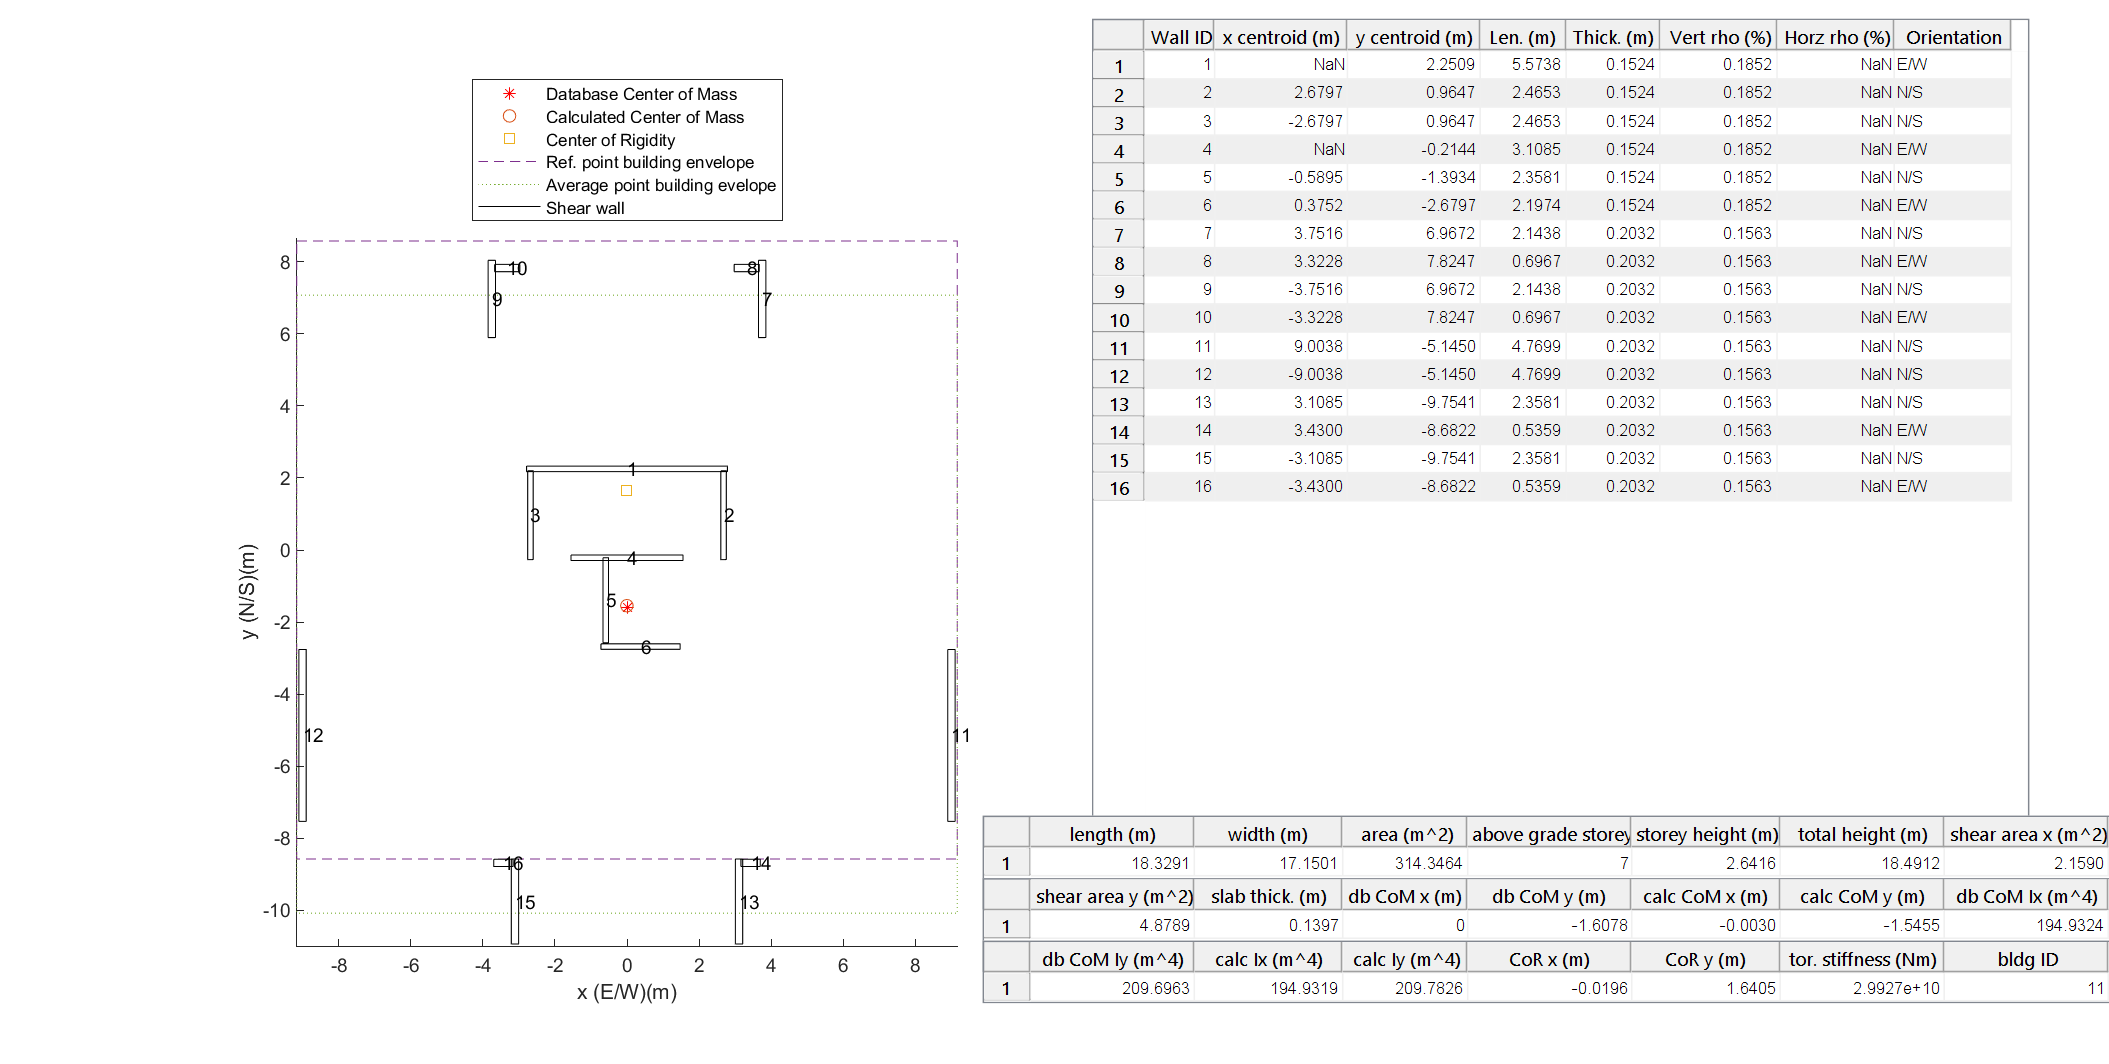 Database Center of Mass
Calculated Center of Mass
Center of Rigidity
Ref. point building envelope
Average point building evelope
Shear wall
y (N/S)(m)
8
6
4
2
0
-2
-4
-6
-8
-10
10
8
9
7
1
3
2
4
5
6
12
11
16
14
15
13
-8 -6 -4 -2 0 2 4 6 8
x (E/W)(m)
Wall ID x centroid (m) y centroid (m) Len. (m) Thick. (m) Vert rho (%) Horz rho (%) Orientation
1 1 NaN 2.2509 5.5738 0.1524 0.1852 NaN E/W
2 2 2.6797 0.9647 2.4653 0.1524 0.1852 NaN N/S
3 3 -2.6797 0.9647 2.4653 0.1524 0.1852 NaN N/S
4 4 NaN -0.2144 3.1085 0.1524 0.1852 NaN E/W
5 5 -0.5895 -1.3934 2.3581 0.1524 0.1852 NaN N/S
6 6 0.3752 -2.6797 2.1974 0.1524 0.1852 NaN E/W
7 7 3.7516 6.9672 2.1438 0.2032 0.1563 NaN N/S
8 8 3.3228 7.8247 0.6967 0.2032 0.1563 NaN E/W
9 9 -3.7516 6.9672 2.1438 0.2032 0.1563 NaN N/S
10 10 -3.3228 7.8247 0.6967 0.2032 0.1563 NaN E/W
11 11 9.0038 -5.1450 4.7699 0.2032 0.1563 NaN N/S
12 12 -9.0038 -5.1450 4.7699 0.2032 0.1563 NaN N/S
13 13 3.1085 -9.7541 2.3581 0.2032 0.1563 NaN N/S
14 14 3.4300 -8.6822 0.5359 0.2032 0.1563 NaN E/W
15 15 -3.1085 -9.7541 2.3581 0.2032 0.1563 NaN N/S
16 16 -3.4300 -8.6822 0.5359 0.2032 0.1563 NaN E/W
length (m) width (m) area (m^2) above grade storey storey height (m) total height (m) shear area x (m^2)
1 18.3291 17.1501 314.3464 7 2.6416 18.4912 2.1590
shear area y (m^2) slab thick. (m) db CoM x (m) db CoM y (m) calc CoM x (m) calc CoM y (m) db CoM Ix (m^4)
1 4.8789 0.1397 0 -1.6078 -0.0030 -1.5455 194.9324
db CoM Iy (m^4) calc Ix (m^4) calc Iy (m^4) CoR x (m) CoR y (m) tor. stiffness (Nm) bldg ID
1 209.6963 194.9319 209.7826 -0.0196 1.6405 2.9927e+10 11